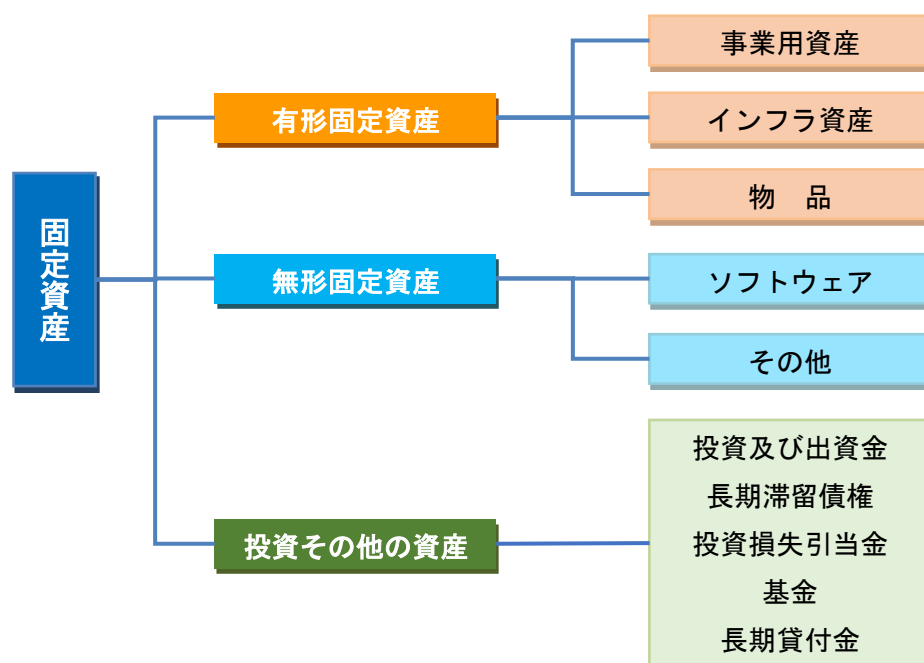 固定資産
有形固定資産
事業用資産
インフラ資産
物　品
無形固定資産
ソフトウェア
その他
投資その他の資産
投資及び出資金
長期滞留債権
投資損失引当金
基金
長期貸付金